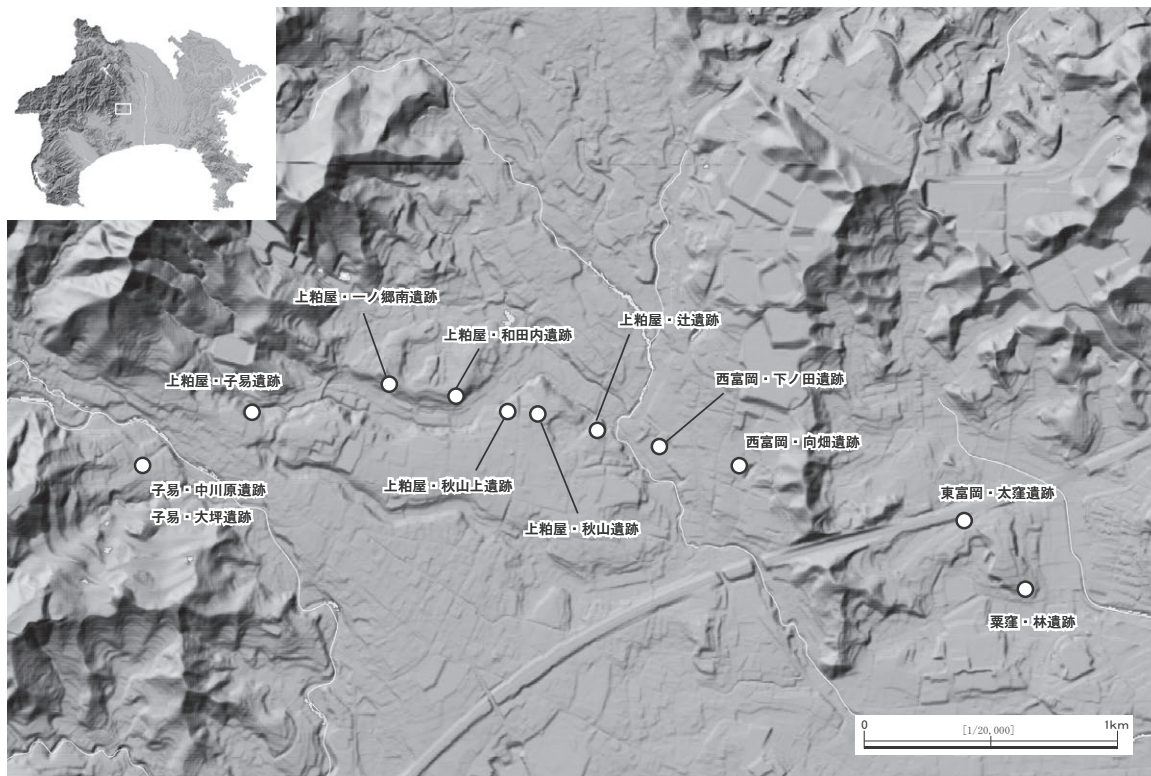 上粕屋・一ノ郷南遺跡
上粕屋・和田内遺跡
上粕屋・辻遺跡
上粕屋・子易遺跡
西富岡・下ノ田遺跡
西富岡・向畑遺跡
上粕屋・秋山上遺跡
子易・中川原遺跡
子易・大坪遺跡
上粕屋・秋山遺跡
東富岡・太窪遺跡
粟窪・林遺跡
0
[1/20,000]
1km